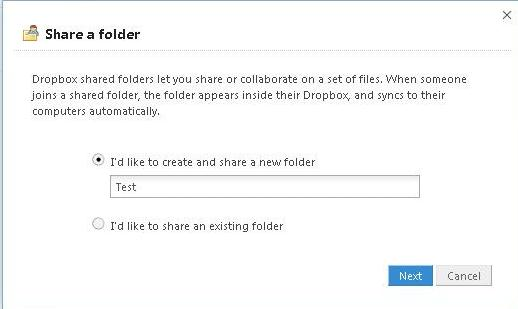 Share a folder
Dropbox shared folders let you share or collaborate on a set of files. When someone
joins a shared folder, the folder appears inside their Dropbox, and syncs to their
computers automatically.
I'd like to create and share a new folder
Test
I'd like to share an existing folder
Next Cancel